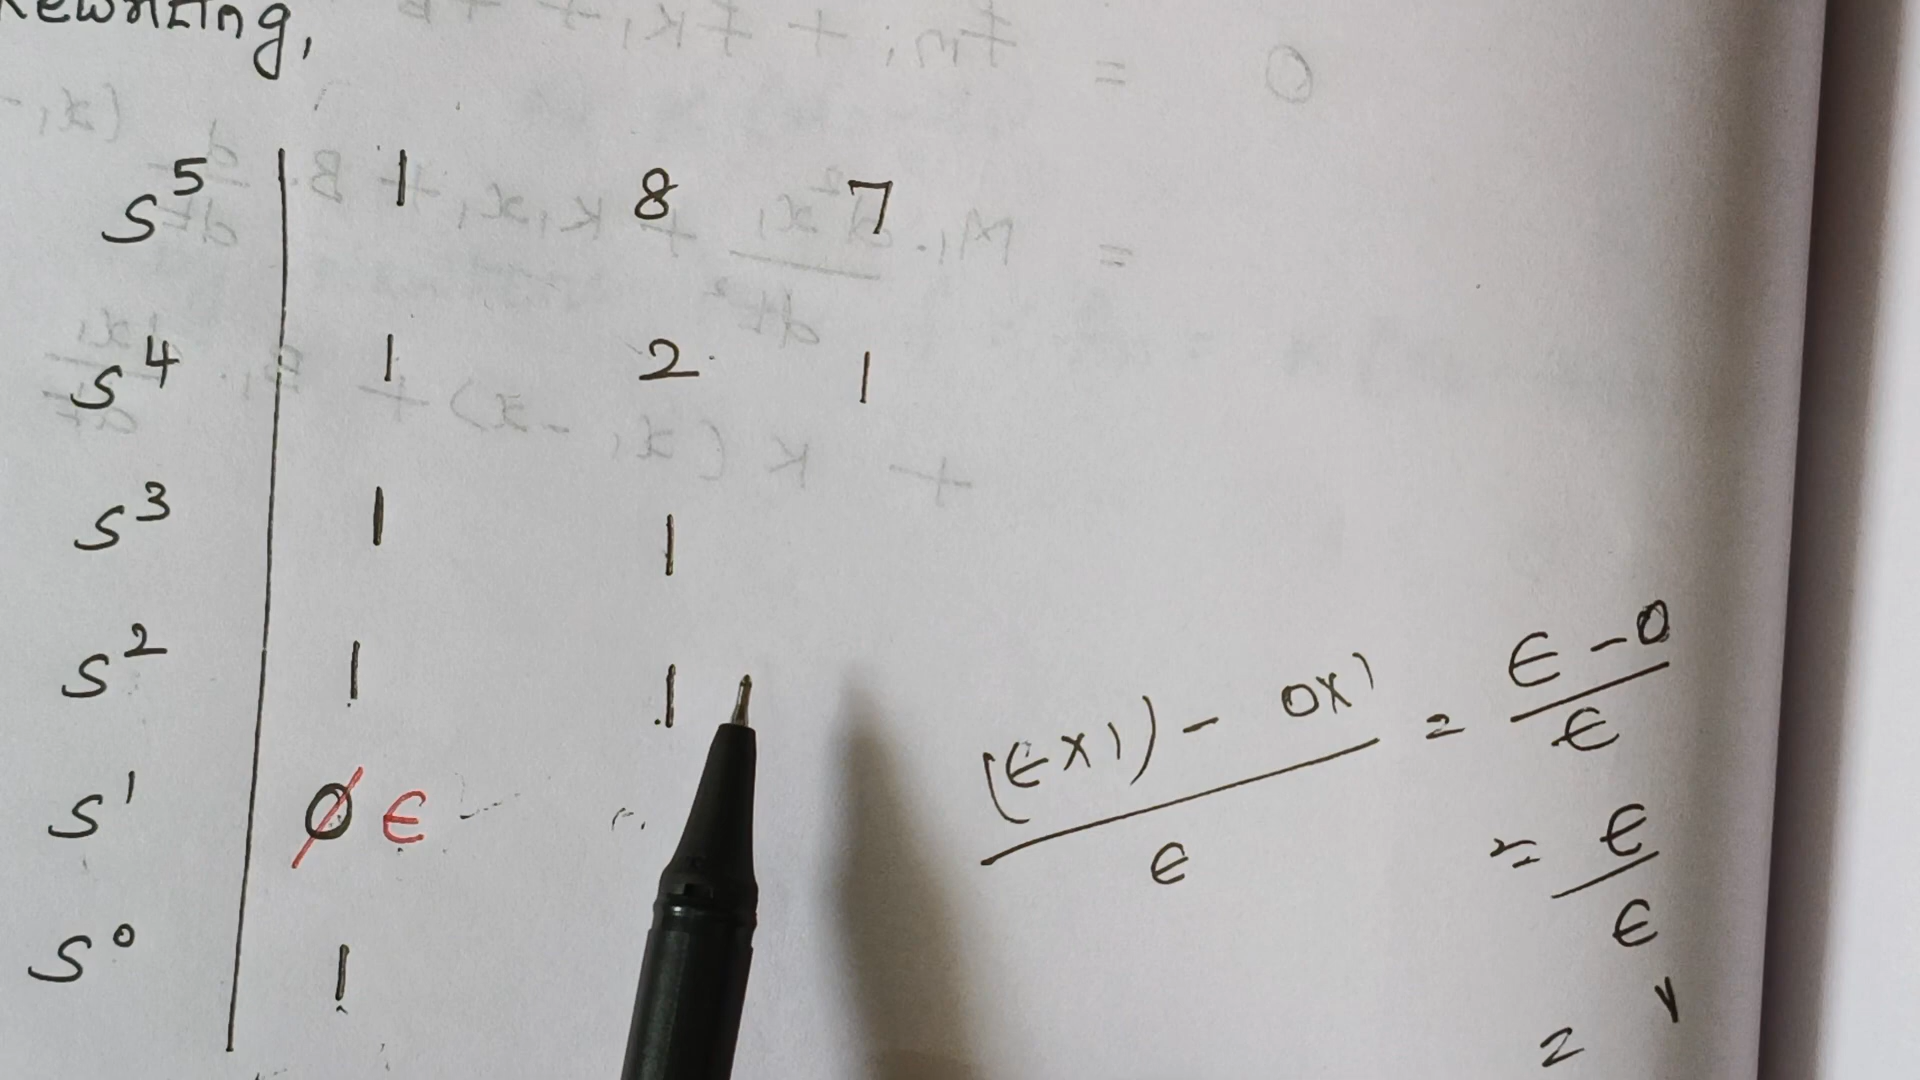 Rewriting,
S⁵ | 1 8 7
S⁴ | 1 2 1
S³ | 1 1
S² | 1 1
S¹ | 0 ϵ
S⁰ | 1
(ϵ×1) - 0×1 / ϵ = ϵ - 0 / ϵ
= ϵ / ϵ
= 1